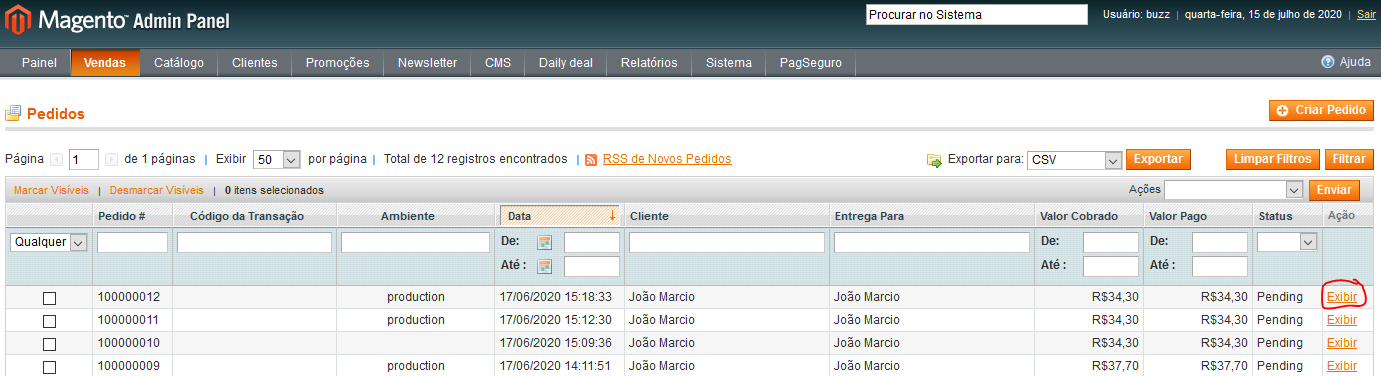 Magento Admin Panel
Procurar no Sistema
Usuário: buzz | quarta-feira, 15 de julho de 2020 | Sair
Painel Vendas Catálogo Clientes Promoções Newsletter CMS Daily deal Relatórios Sistema PagSeguro Ajuda
Pedidos Criar Pedido
Página 1 de 1 páginas | Exibir 50 por página | Total de 12 registros encontrados | RSS de Novos Pedidos Exportar para: CSV Exportar Limpar Filtros Filtrar
Marcar Visíveis | Desmarcar Visíveis | 0 itens selecionados Ações Enviar
Pedido # Código da Transação Ambiente Data ↓ Cliente Entrega Para Valor Cobrado Valor Pago Status Ação
Qualquer De: De: De:
Até : Até : Até :
100000012 production 17/06/2020 15:18:33 João Marcio João Marcio R$34,30 R$34,30 Pending Exibir
100000011 production 17/06/2020 15:12:30 João Marcio João Marcio R$34,30 R$34,30 Pending Exibir
100000010 17/06/2020 15:09:36 João Marcio João Marcio R$34,30 R$34,30 Pending Exibir
100000009 production 17/06/2020 14:11:51 João Marcio João Marcio R$37,70 R$37,70 Pending Exibir